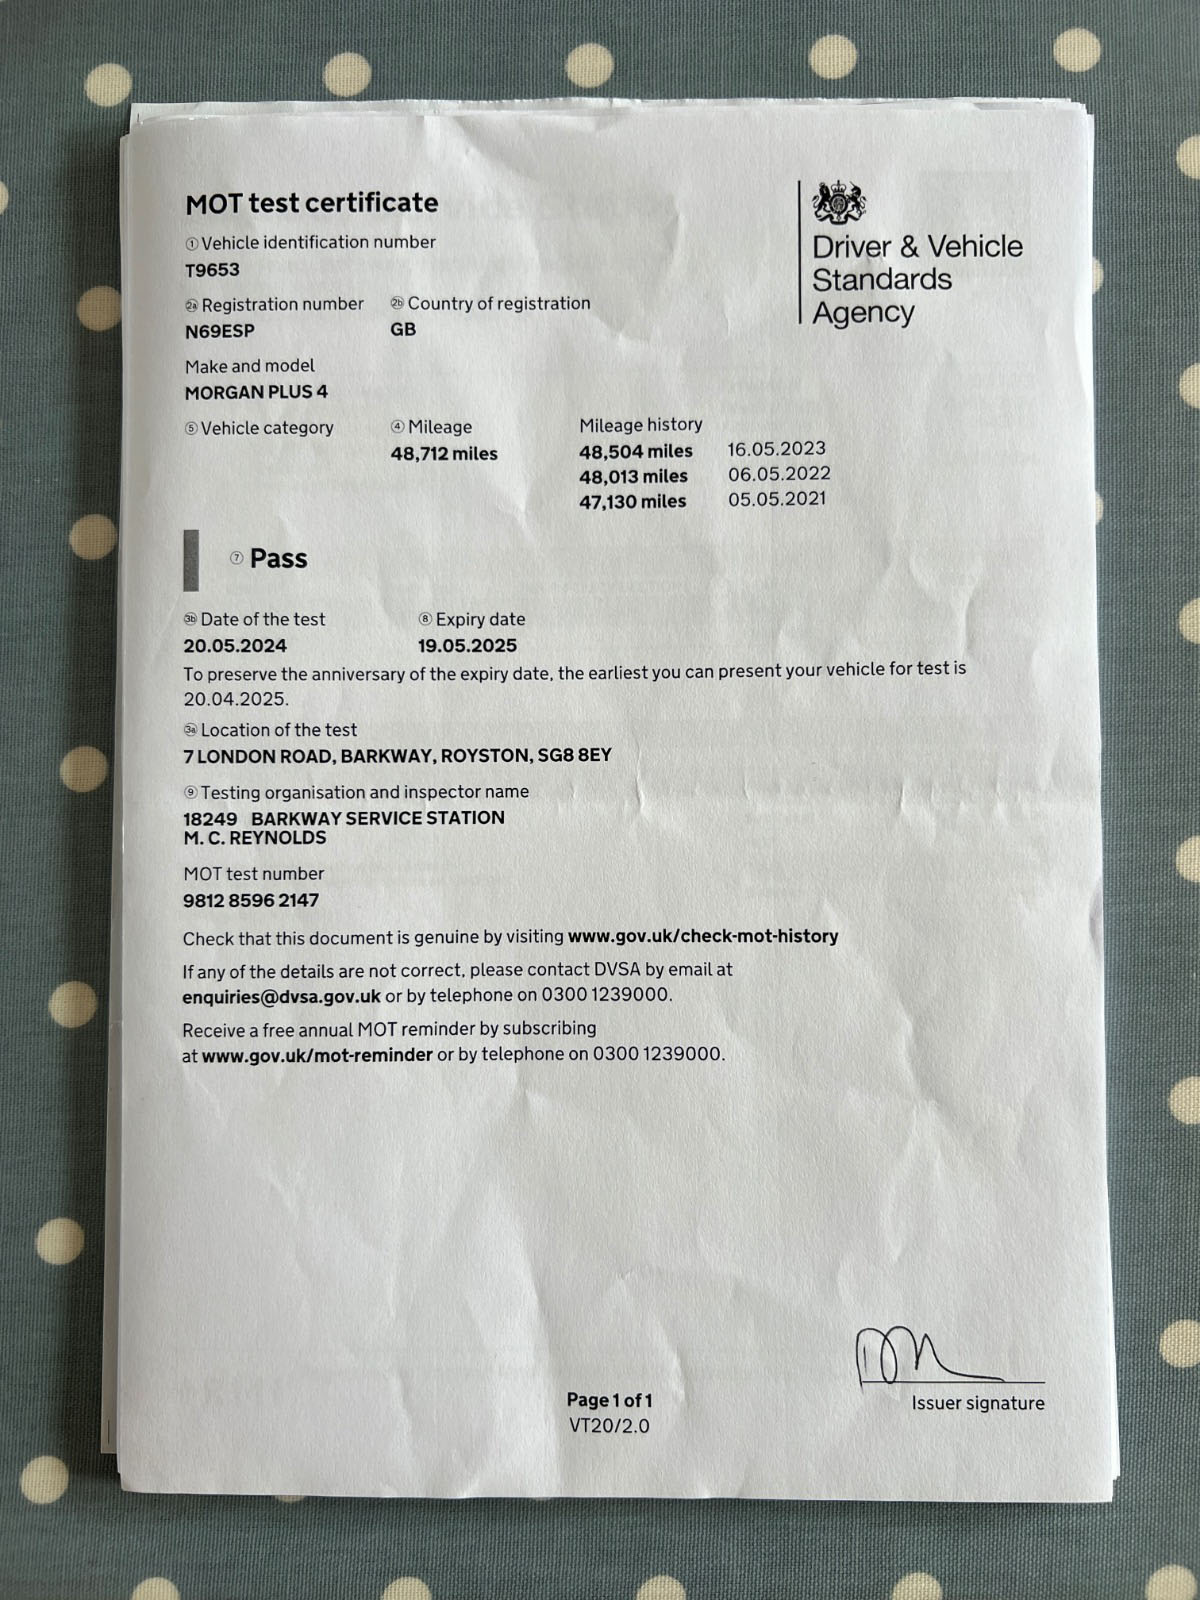 MOT test certificate
① Vehicle identification number
T9653
2a Registration number 2b Country of registration
N69ESP GB
Make and model
MORGAN PLUS 4
⑤ Vehicle category ④ Mileage Mileage history
48,712 miles 48,504 miles 16.05.2023
48,013 miles 06.05.2022
47,130 miles 05.05.2021
Driver & Vehicle
Standards
Agency
⑦ Pass
3b Date of the test ⑧ Expiry date
20.05.2024 19.05.2025
To preserve the anniversary of the expiry date, the earliest you can present your vehicle for test is
20.04.2025.
3a Location of the test
7 LONDON ROAD, BARKWAY, ROYSTON, SG8 8EY
⑨ Testing organisation and inspector name
18249 BARKWAY SERVICE STATION
M. C. REYNOLDS
MOT test number
9812 8596 2147
Check that this document is genuine by visiting www.gov.uk/check-mot-history
If any of the details are not correct, please contact DVSA by email at
enquiries@dvsa.gov.uk or by telephone on 0300 1239000.
Receive a free annual MOT reminder by subscribing
at www.gov.uk/mot-reminder or by telephone on 0300 1239000.
Issuer signature
Page 1 of 1
VT20/2.0